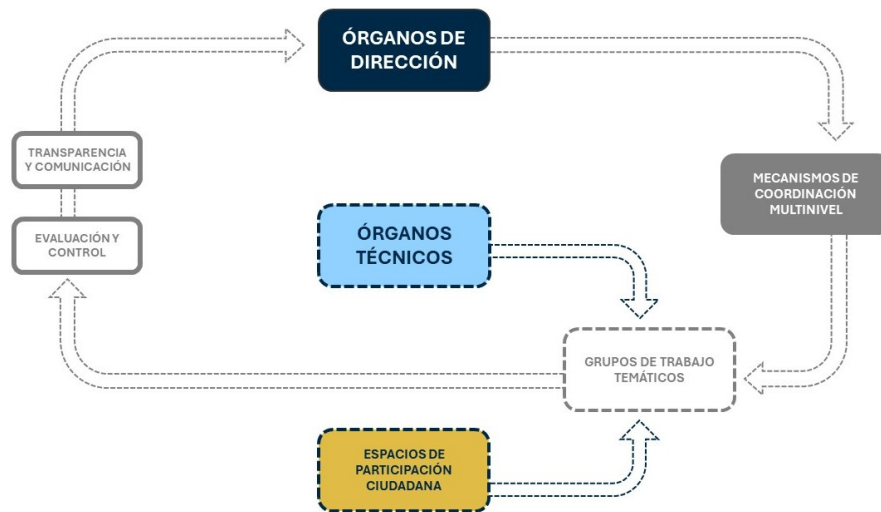 ÓRGANOS DE
DIRECCIÓN
TRANSPARENCIA
Y COMUNICACIÓN
MECANISMOS DE
COORDINACIÓN
MULTINIVEL
EVALUACIÓN Y
CONTROL
ÓRGANOS
TÉCNICOS
GRUPOS DE TRABAJO
TEMÁTICOS
ESPACIOS DE
PARTICIPACIÓN
CIUDADANA